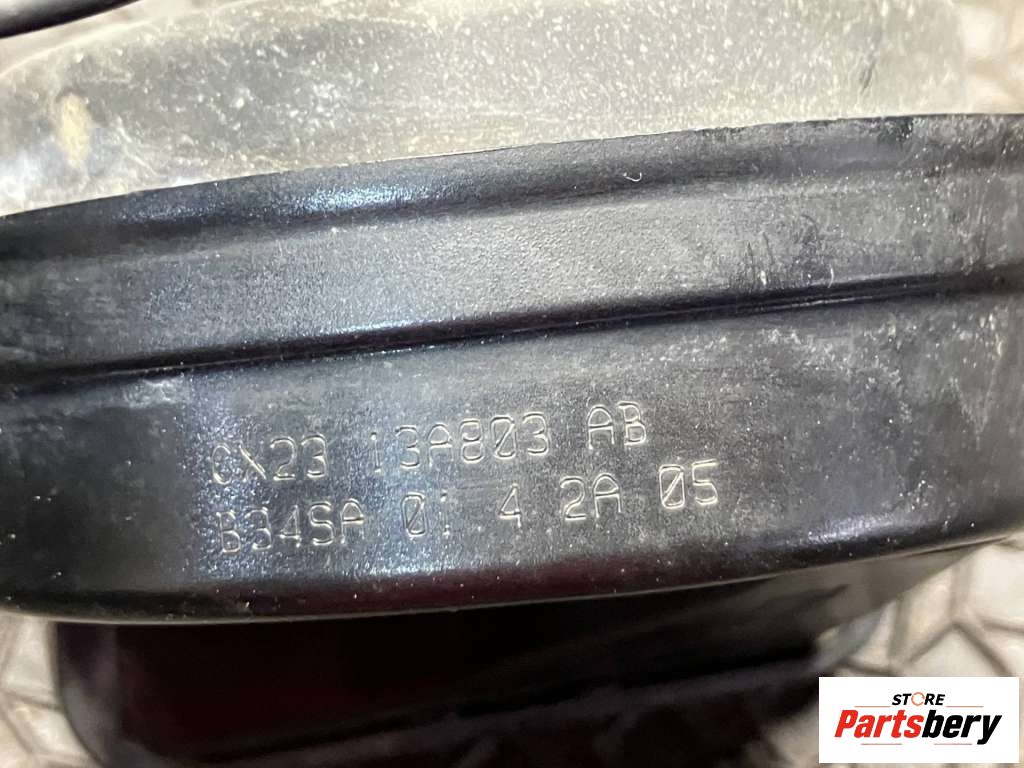 CX23 13A803 AB
B34SA 01 4 2A 05
STORE
Partsbery